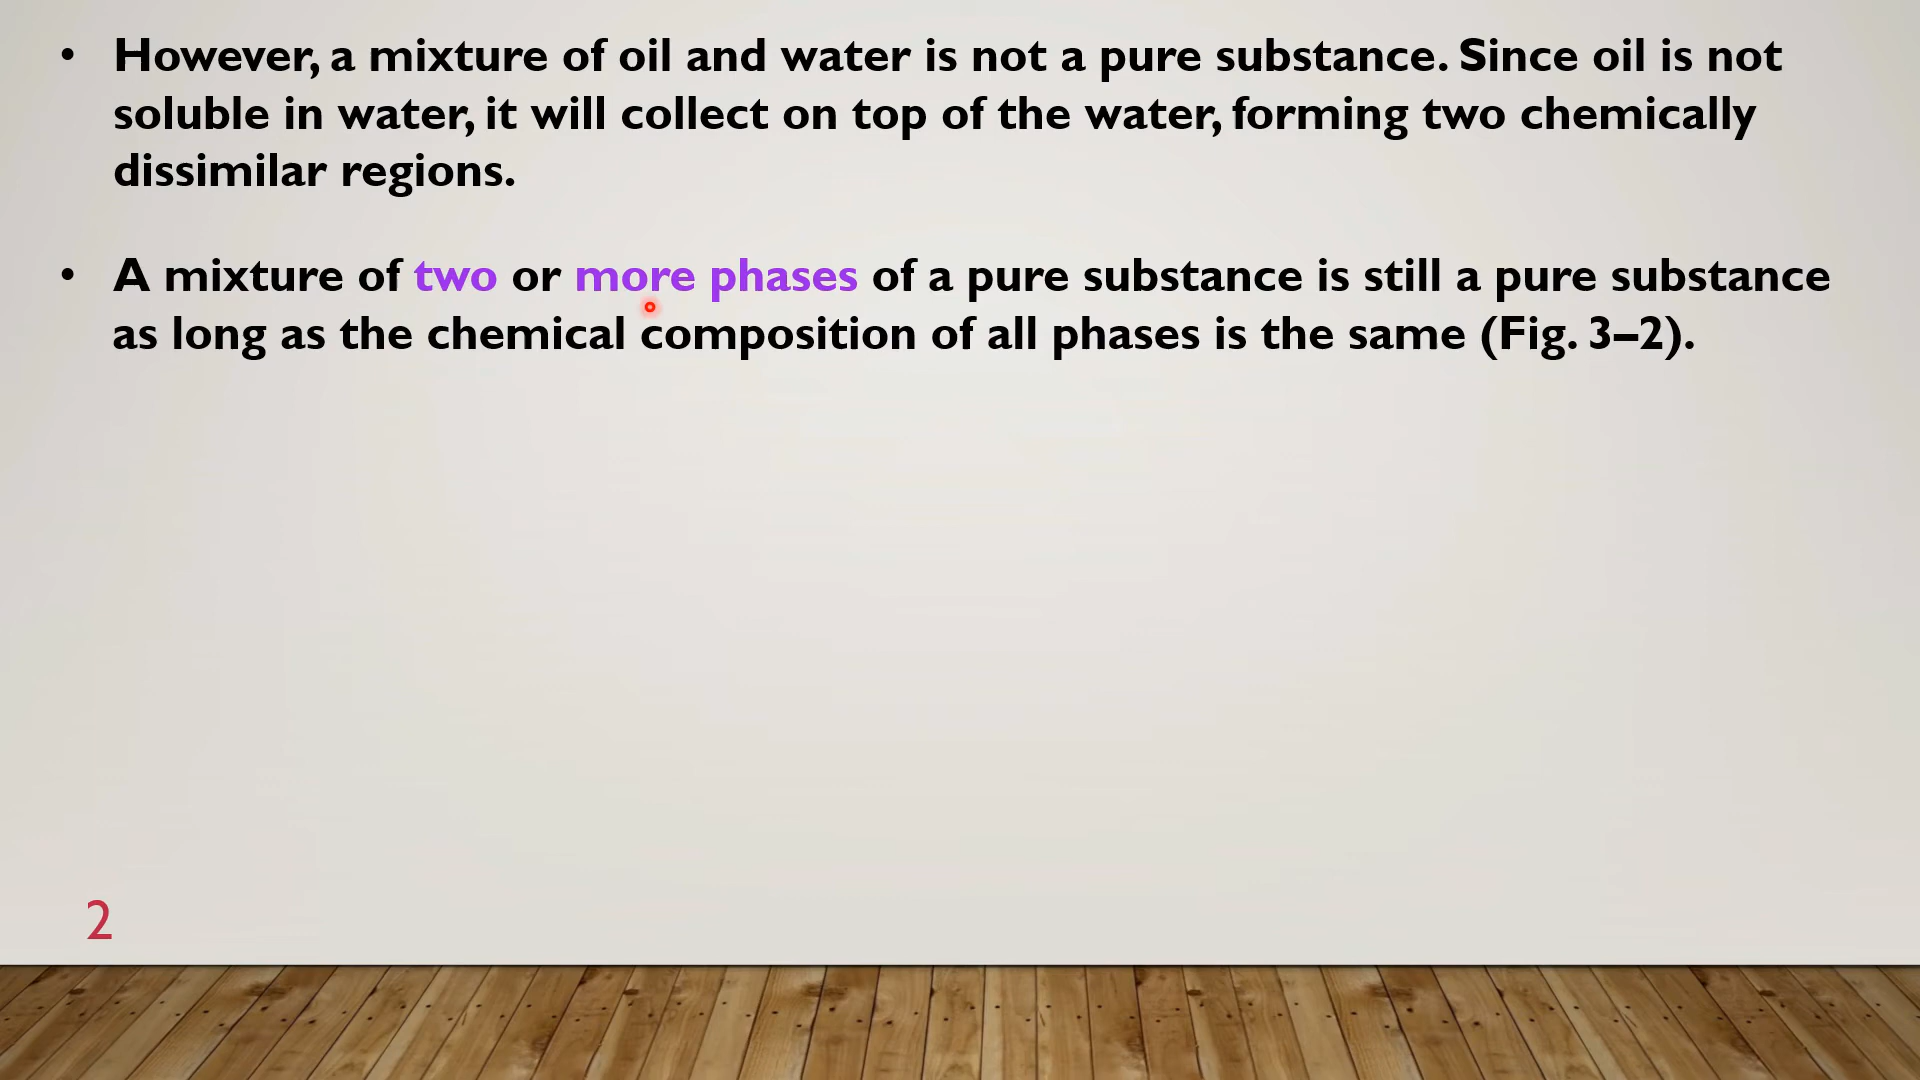 • However, a mixture of oil and water is not a pure substance. Since oil is not
soluble in water, it will collect on top of the water, forming two chemically
dissimilar regions.
• A mixture of two or more phases of a pure substance is still a pure substance
as long as the chemical composition of all phases is the same (Fig. 3–2).
2